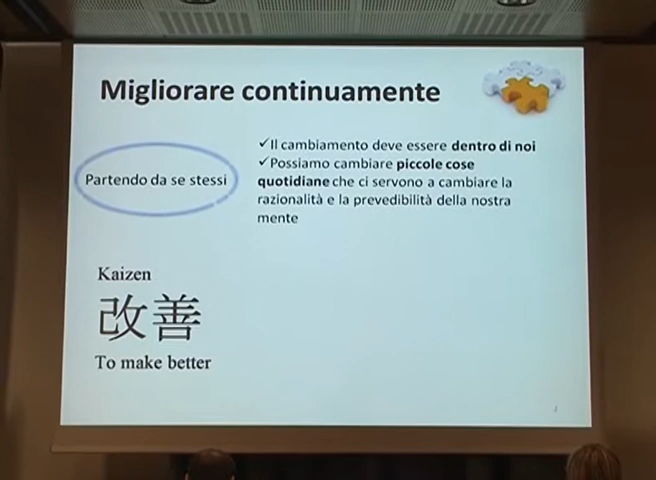 Migliorare continuamente
Partendo da se stessi
✓Il cambiamento deve essere dentro di noi
✓Possiamo cambiare piccole cose
quotidiane che ci servono a cambiare la
razionalità e la prevedibilità della nostra
mente
Kaizen
改善
To make better